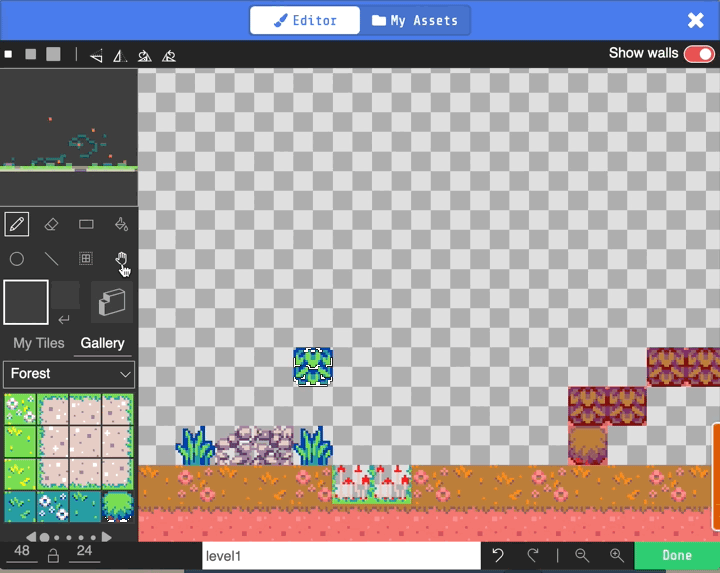 Editor
My Assets
Show walls
My Tiles
Gallery
Forest
48
24
level1
Done